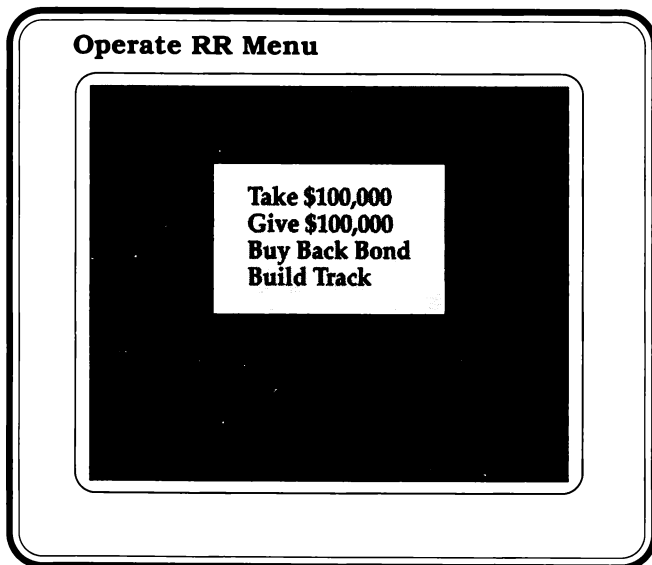 Operate RR Menu
Take $100,000
Give $100,000
Buy Back Bond
Build Track